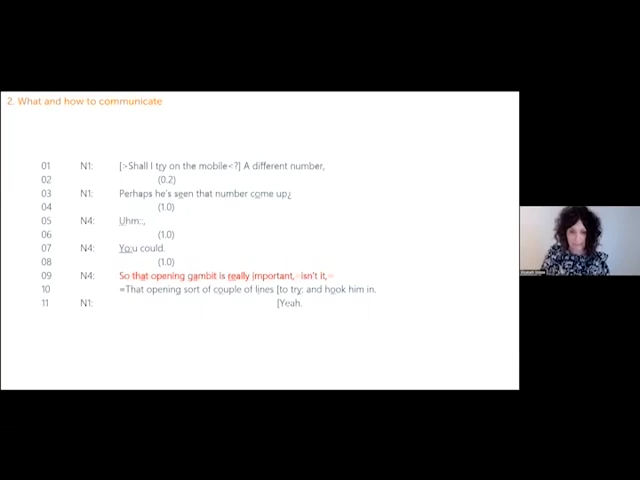 2. What and how to communicate
01 N1: [>Shall I try on the mobile<?] A different number,
02 (0.2)
03 N1: Perhaps he's seen that number come up¿
04 (1.0)
05 N4: Uhm::,
06 (1.0)
07 N4: Yo:u could.
08 (1.0)
09 N4: So that opening gambit is really important,=isn't it,=
10 =That opening sort of couple of lines [to try: and hook him in.
11 N1: [Yeah.